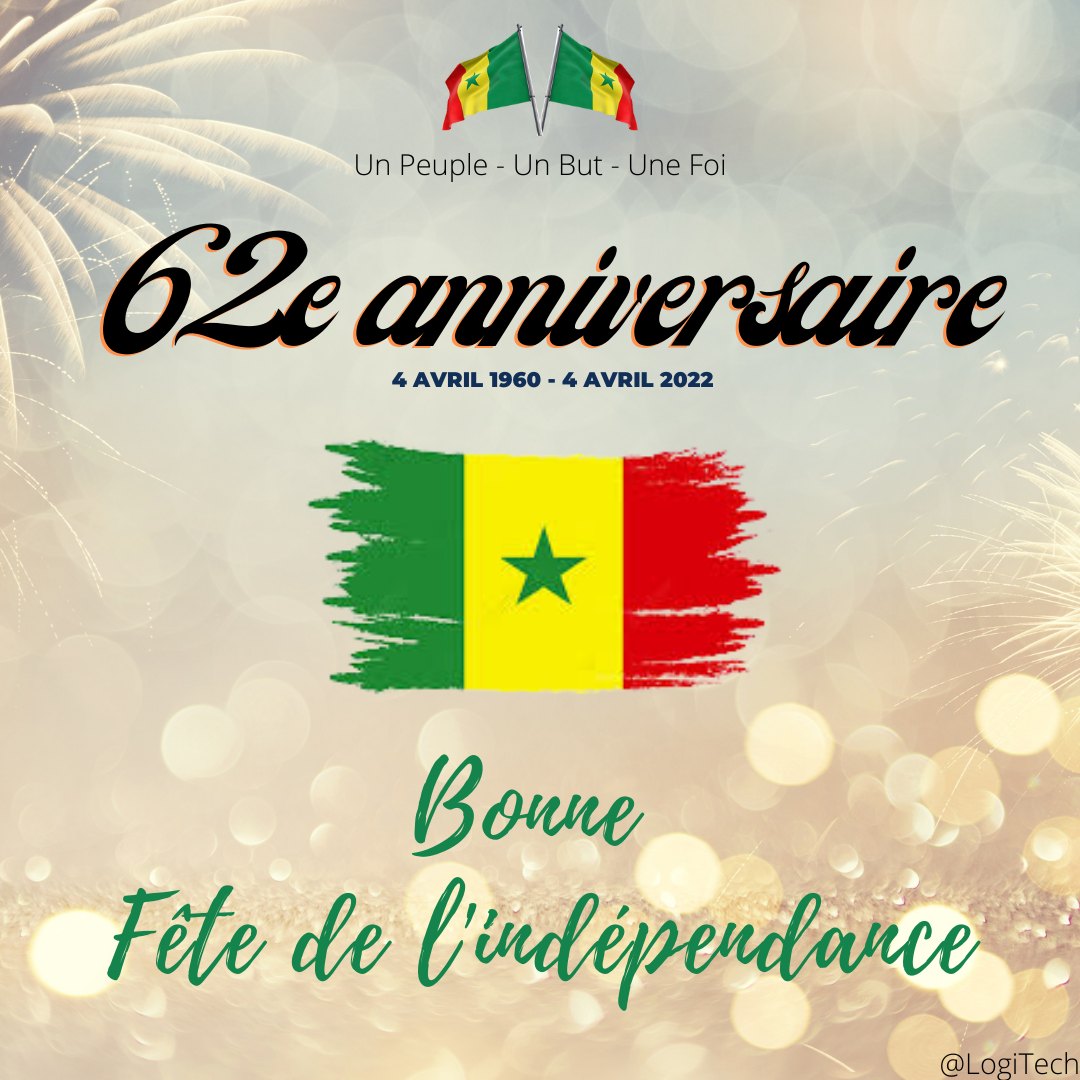 Un Peuple - Un But - Une Foi
62e anniversaire
4 AVRIL 1960 - 4 AVRIL 2022
Bonne
Fête de l'indépendance
@LogiTech